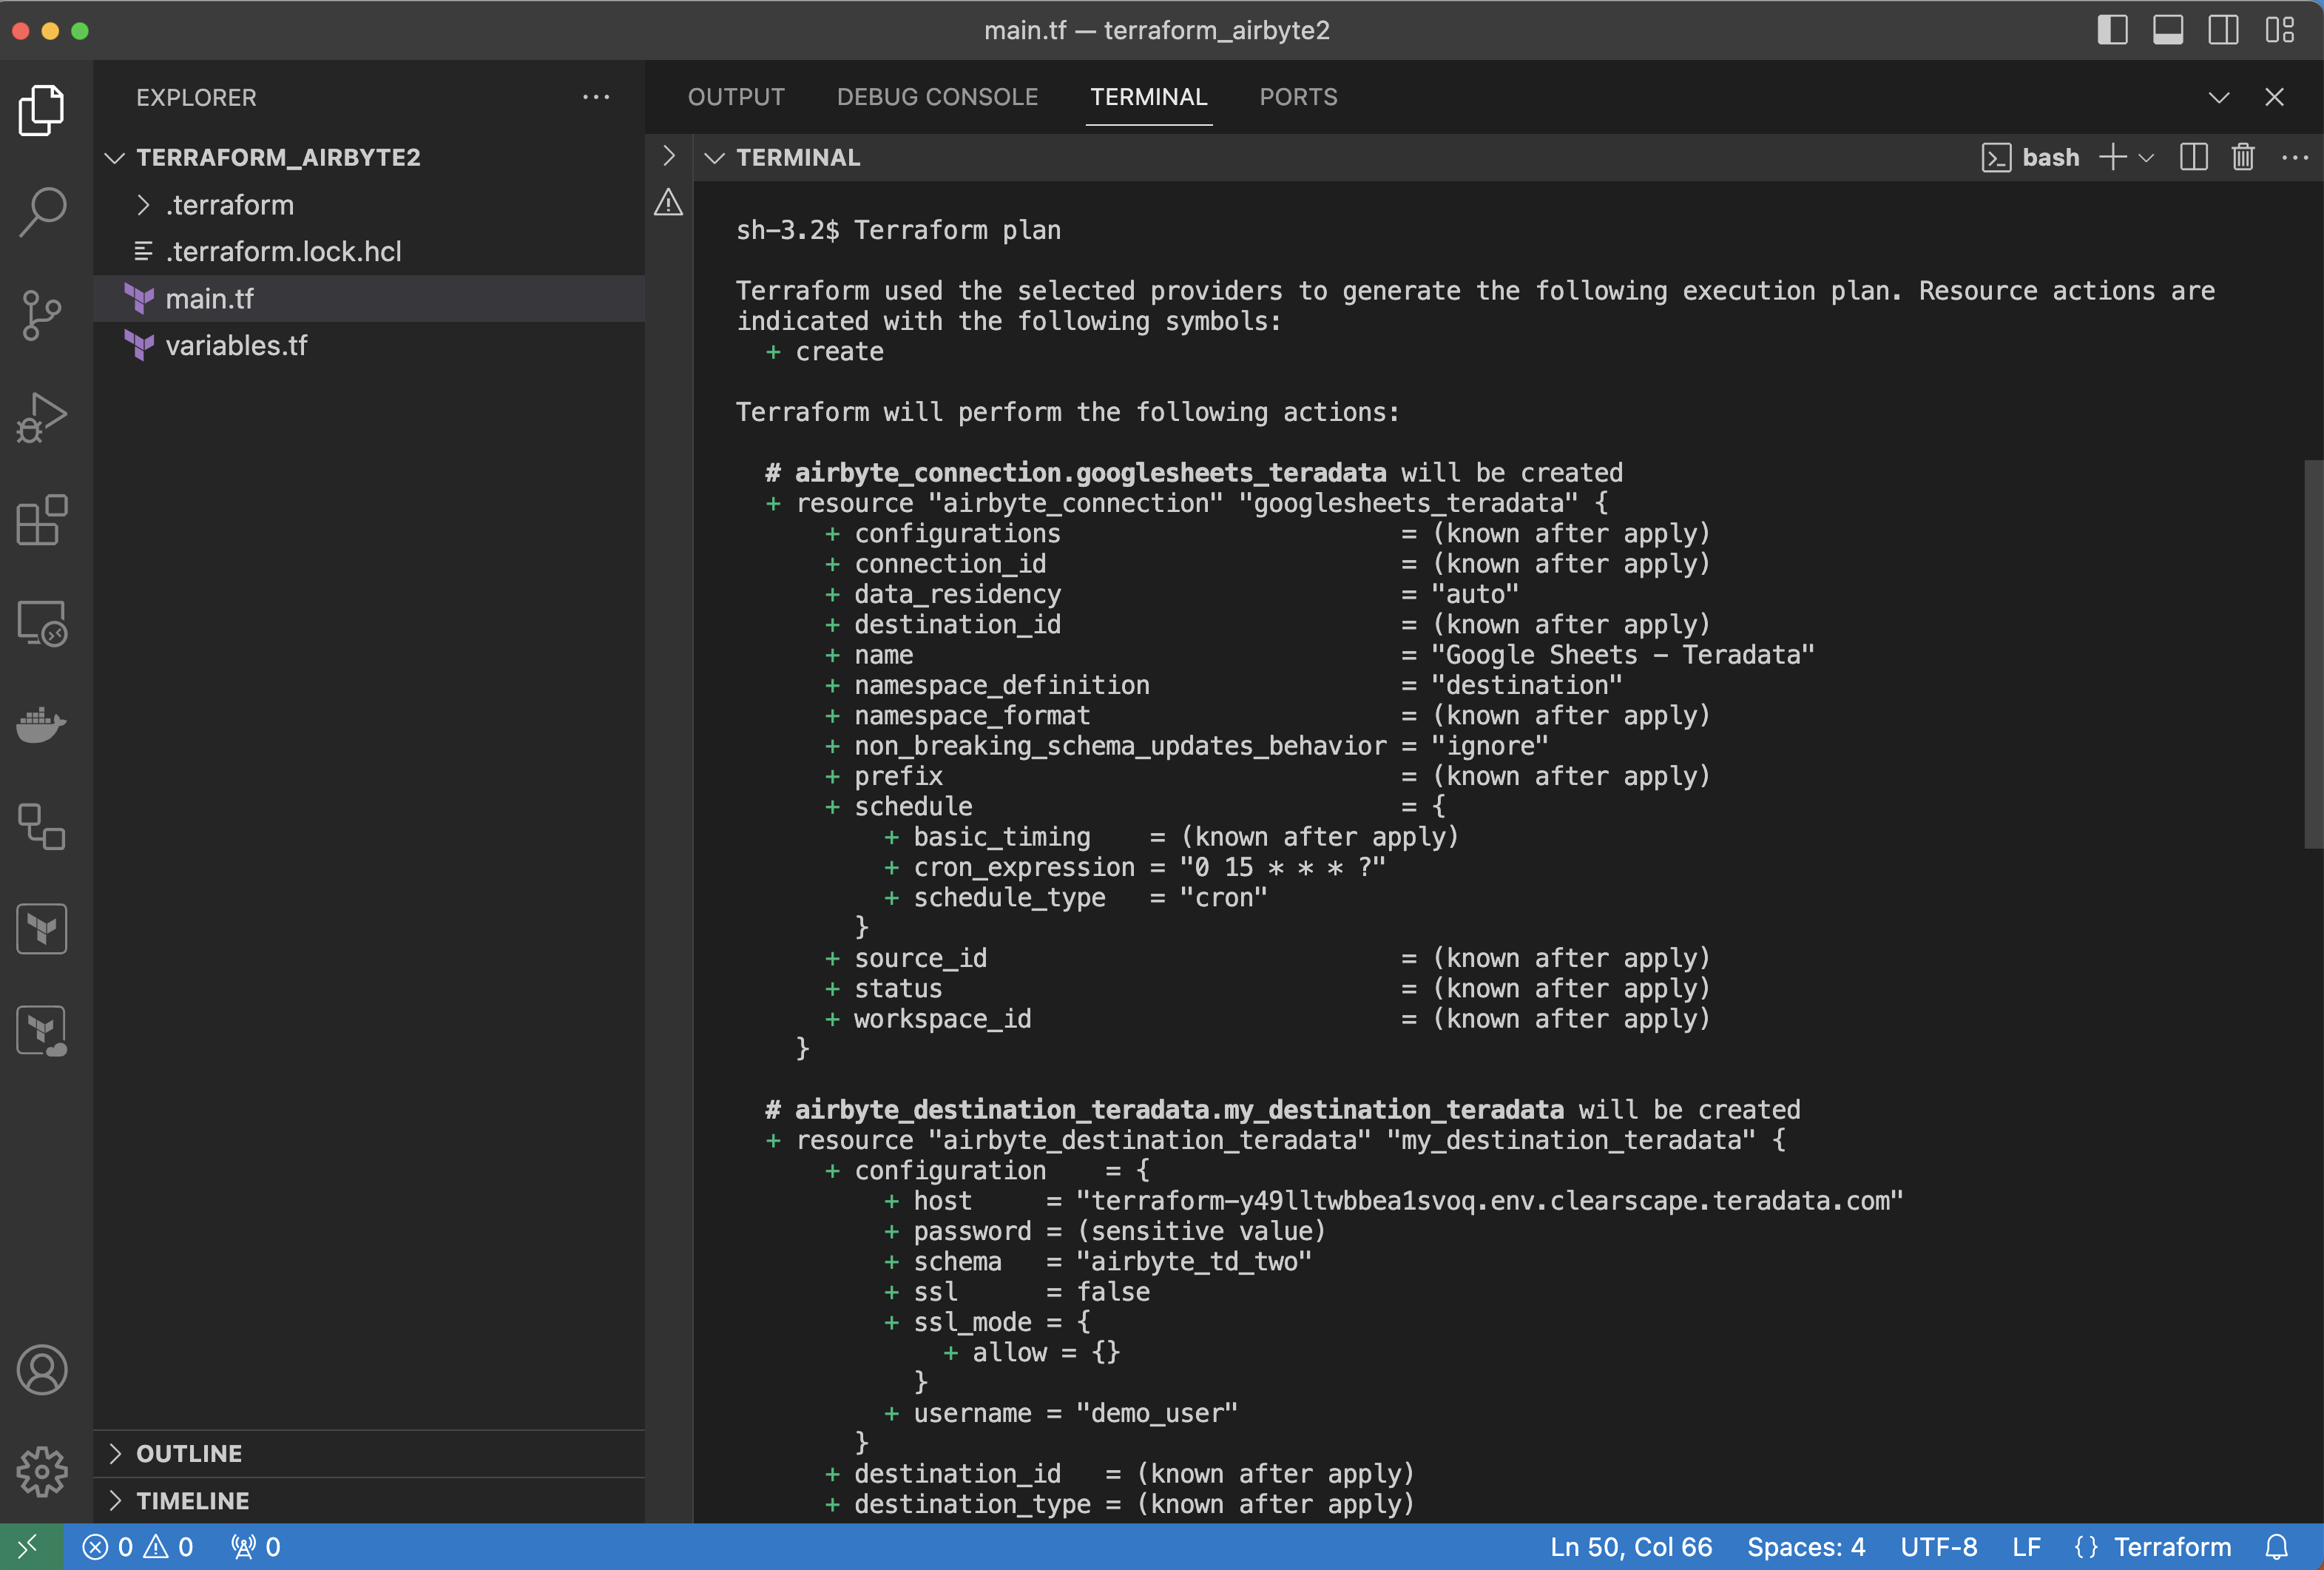 main.tf — terraform_airbyte2
EXPLORER
TERRAFORM_AIRBYTE2
.terraform
.terraform.lock.hcl
main.tf
variables.tf
OUTLINE
TIMELINE
OUTPUT DEBUG CONSOLE TERMINAL PORTS
TERMINAL
bash
sh-3.2$ Terraform plan
Terraform used the selected providers to generate the following execution plan. Resource actions are
indicated with the following symbols:
+ create
Terraform will perform the following actions:
# airbyte_connection.googlesheets_teradata will be created
+ resource "airbyte_connection" "googlesheets_teradata" {
+ configurations = (known after apply)
+ connection_id = (known after apply)
+ data_residency = "auto"
+ destination_id = (known after apply)
+ name = "Google Sheets - Teradata"
+ namespace_definition = "destination"
+ namespace_format = (known after apply)
+ non_breaking_schema_updates_behavior = "ignore"
+ prefix = (known after apply)
+ schedule = {
+ basic_timing = (known after apply)
+ cron_expression = "0 15 * * * ?"
+ schedule_type = "cron"
}
+ source_id = (known after apply)
+ status = (known after apply)
+ workspace_id = (known after apply)
}
# airbyte_destination_teradata.my_destination_teradata will be created
+ resource "airbyte_destination_teradata" "my_destination_teradata" {
+ configuration = {
+ host = "terraform-y49lltwbbea1svoq.env.clearscape.teradata.com"
+ password = (sensitive value)
+ schema = "airbyte_td_two"
+ ssl = false
+ ssl_mode = {
+ allow = {}
}
+ username = "demo_user"
}
+ destination_id = (known after apply)
+ destination_type = (known after apply)
0 0 0
Ln 50, Col 66 Spaces: 4 UTF-8 LF {} Terraform